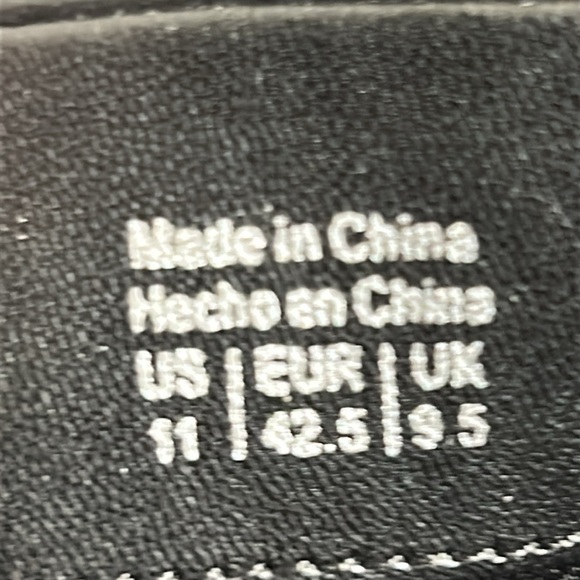 Made in China
Hecho en China
US | EUR | UK
11 | 42.5 | 9.5